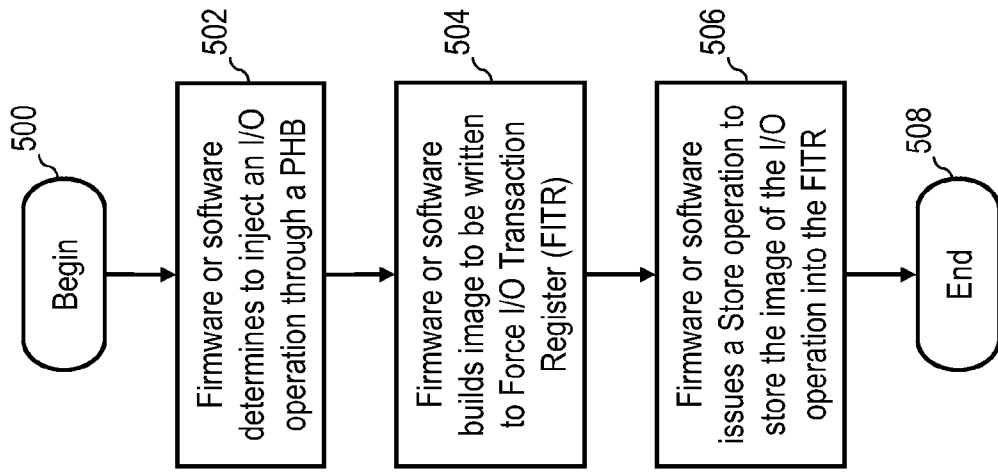 500
Begin
502
Firmware or software
determines to inject an I/O
operation through a PHB
504
Firmware or software
builds image to be written
to Force I/O Transaction
Register (FITR)
506
Firmware or software
issues a Store operation to
store the image of the I/O
operation into the FITR
508
End